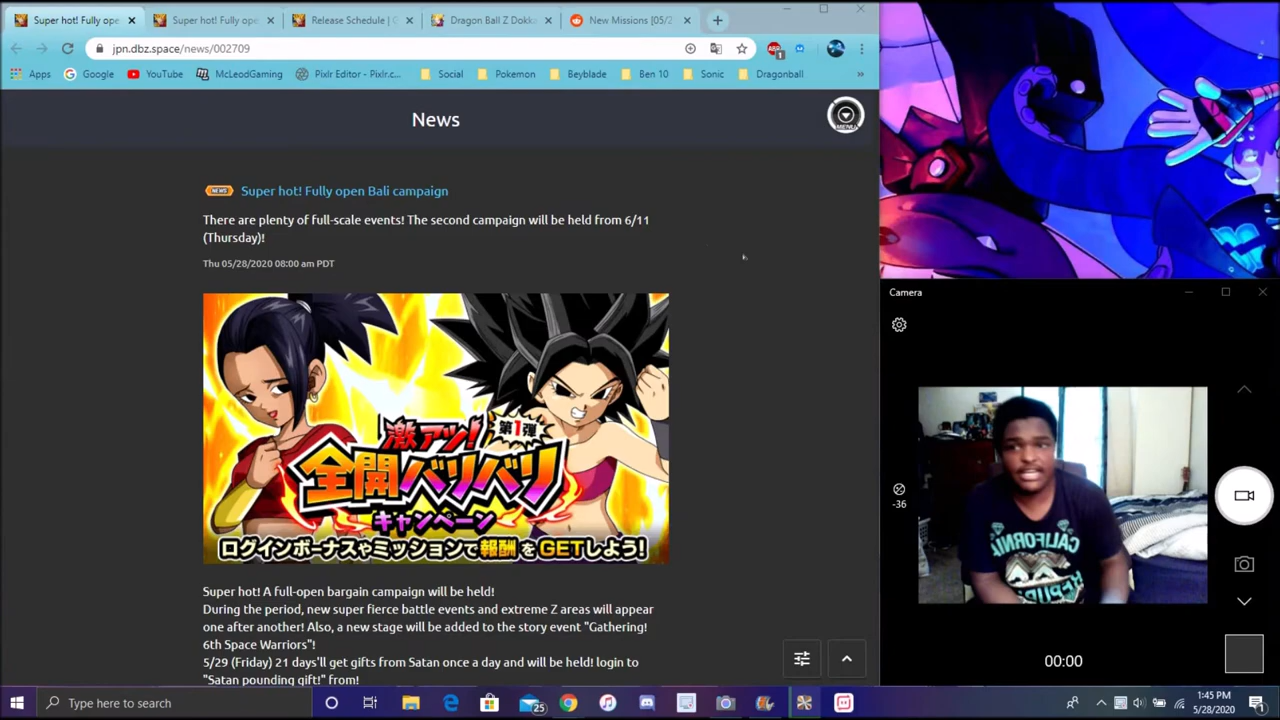 Super hot! Fully ope
Super hot! Fully ope
Release Schedule |
Dragon Ball Z Dokka
New Missions [05/2
jpn.dbz.space/news/002709
Apps
Google
YouTube
McLeodGaming
Pixlr Editor - Pixlr.c...
Social
Pokemon
Beyblade
Ben 10
Sonic
Dragonball
News
MENU
NEWS
Super hot! Fully open Bali campaign
There are plenty of full-scale events! The second campaign will be held from 6/11
(Thursday)!
Thu 05/28/2020 08:00 am PDT
激アツ!
第1弾
全開バリバリ
キャンペーン
ログインボーナスやミッションで報酬をGETしよう!
Super hot! A full-open bargain campaign will be held!
During the period, new super fierce battle events and extreme Z areas will appear
one after another! Also, a new stage will be added to the story event "Gathering!
6th Space Warriors"!
5/29 (Friday) 21 days'll get gifts from Satan once a day and will be held! login to
"Satan pounding gift!" from!
Camera
-36
CALIFORNIA
REPUBLIC
00:00
Type here to search
25
1:45 PM
5/28/2020